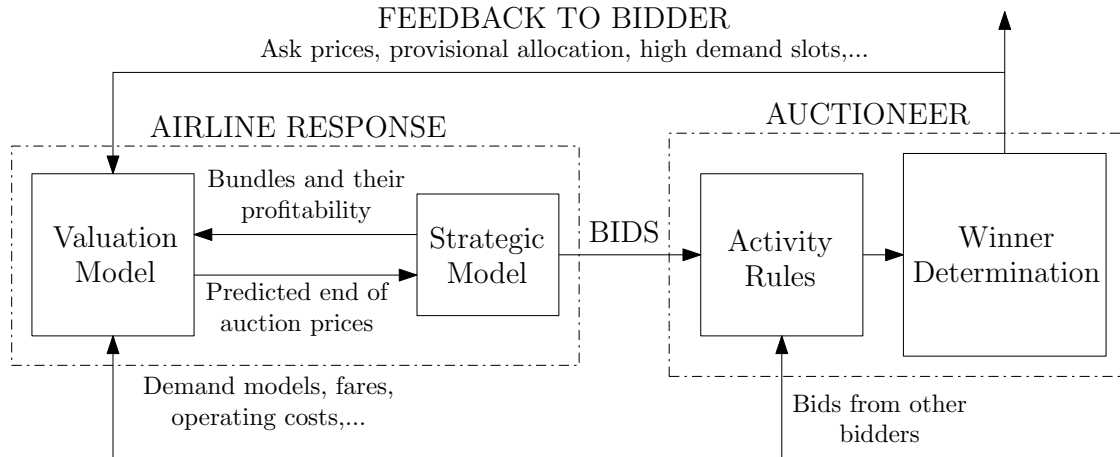 FEEDBACK TO BIDDER
Ask prices, provisional allocation, high demand slots,...
AIRLINE RESPONSE
AUCTIONEER
Valuation
Model
Bundles and their
profitability
Predicted end of
auction prices
Strategic
Model
BIDS
Activity
Rules
Winner
Determination
Demand models, fares,
operating costs,...
Bids from other
bidders